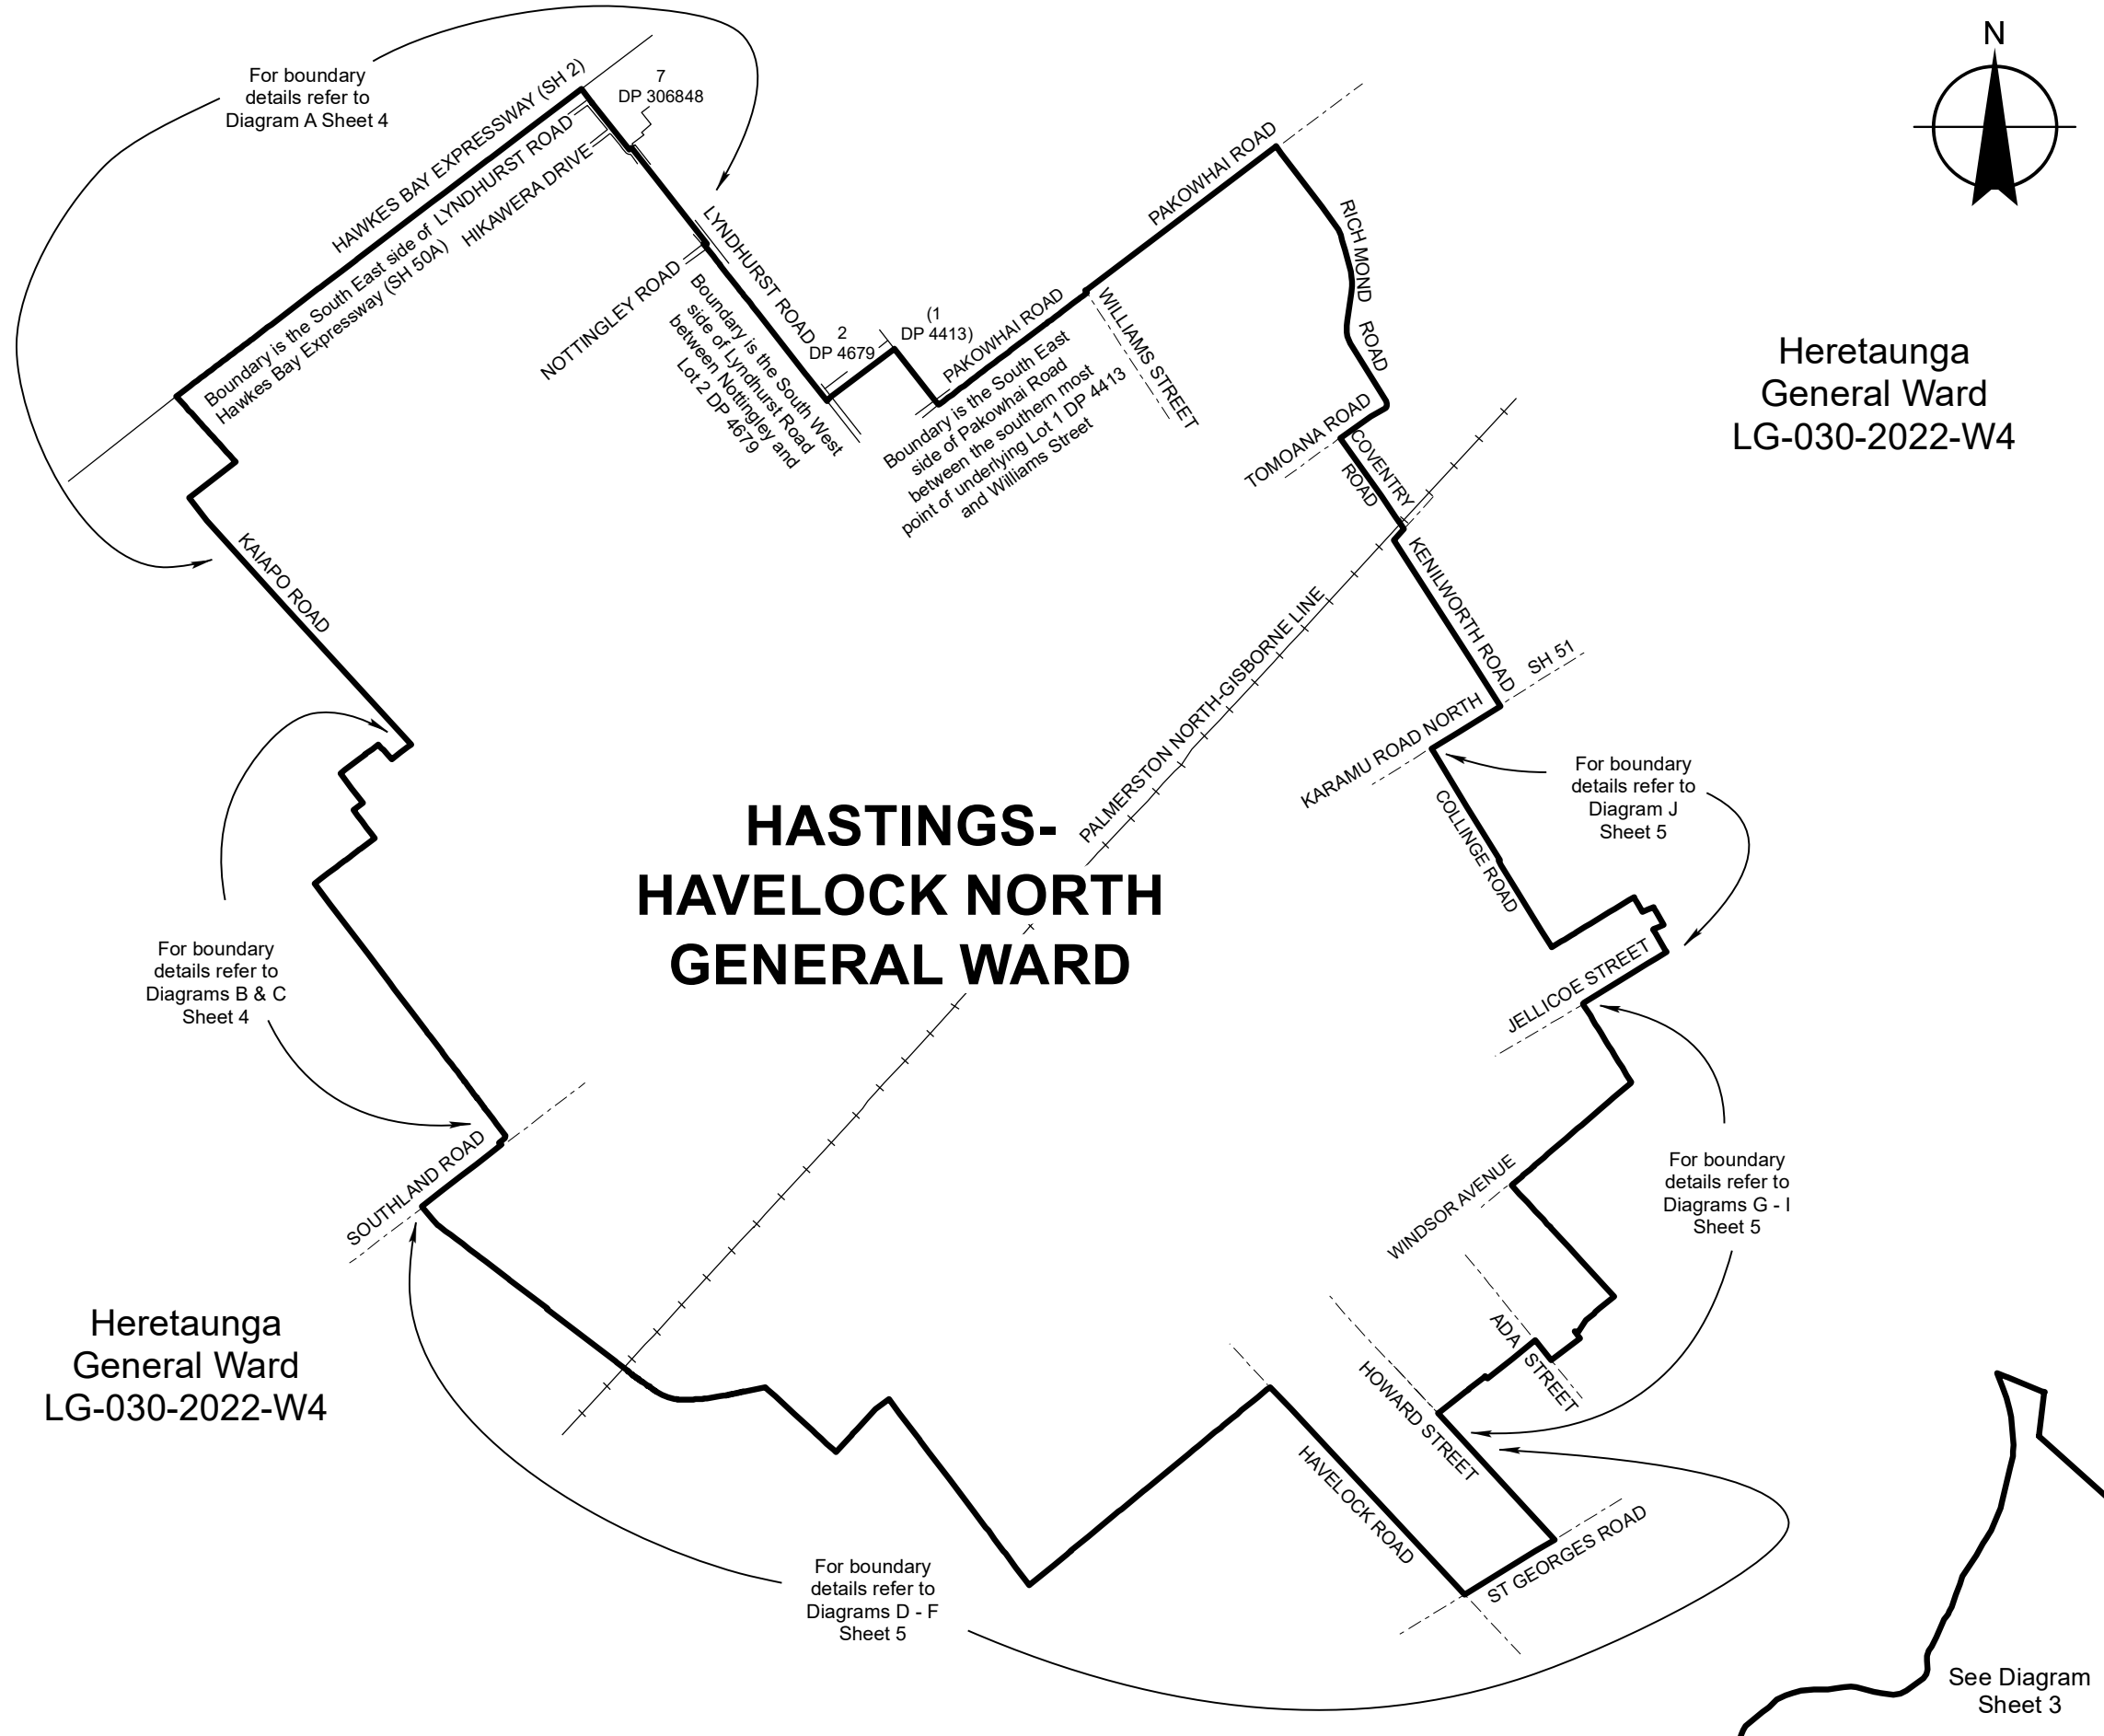 N
For boundary
details refer to
Diagram A Sheet 4
HAWKES BAY EXPRESSWAY (SH 2)
Boundary is the South East side of
Hawkes Bay Expressway (SH 50A)
LYNDHURST ROAD
HIKAWERA DRIVE
7
DP 306848
LYNDHURST ROAD
NOTTINGLEY ROAD
Boundary is the South West
side of Lyndhurst Road
between Nottingley and
Lot 2 DP 4679
2
DP 4679
(1
DP 4413)
PAKOWHAI ROAD
Boundary is the South East
side of Pakowhai Road
between the southern most
point of underlying Lot 1 DP 4413
and Williams Street
WILLIAMS STREET
PAKOWHAI ROAD
RICHMOND ROAD
Heretaunga
General Ward
LG-030-2022-W4
TOMOANA ROAD
COVENTRY
ROAD
KENILWORTH ROAD
SH 51
KARAMU ROAD NORTH
KAIAPO ROAD
PALMERSTON NORTH-GISBORNE LINE
For boundary
details refer to
Diagram J
Sheet 5
COLLINGE ROAD
HASTINGS-
HAVELOCK NORTH
GENERAL WARD
JELLICOE STREET
For boundary
details refer to
Diagrams B & C
Sheet 4
SOUTHLAND ROAD
For boundary
details refer to
Diagrams G - I
Sheet 5
WINDSOR AVENUE
ADA STREET
HOWARD STREET
HAVELOCK ROAD
ST GEORGES ROAD
Heretaunga
General Ward
LG-030-2022-W4
For boundary
details refer to
Diagrams D - F
Sheet 5
See Diagram
Sheet 3